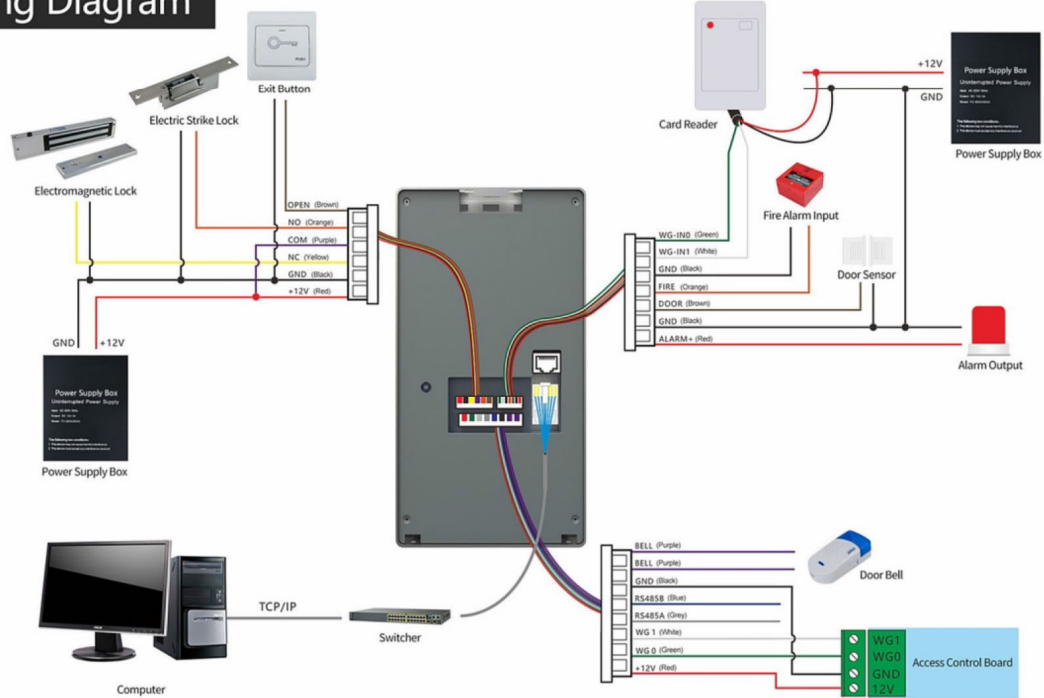 ng Diagram
Exit Button
Electric Strike Lock
Electromagnetic Lock
OPEN (Brown)
NO (Orange)
COM (Purple)
NC (Yellow)
GND (Black)
+12V (Red)
GND
+12V
Power Supply Box
Uninterrupted Power Supply
Power Supply Box
Card Reader
+12V
GND
Power Supply Box
Uninterrupted Power Supply
The following two conditions:
Power Supply Box
Fire Alarm Input
WG-IN0 (Green)
WG-IN1 (White)
GND (Black)
FIRE (Orange)
DOOR (Brown)
GND (Black)
ALARM+ (Red)
Door Sensor
Alarm Output
Computer
TCP/IP
Switcher
BELL (Purple)
BELL (Purple)
GND (Black)
RS485B (Blue)
RS485A (Grey)
WG 1 (White)
WG 0 (Green)
+12V (Red)
Door Bell
WG1
WG0
GND
12V
Access Control Board